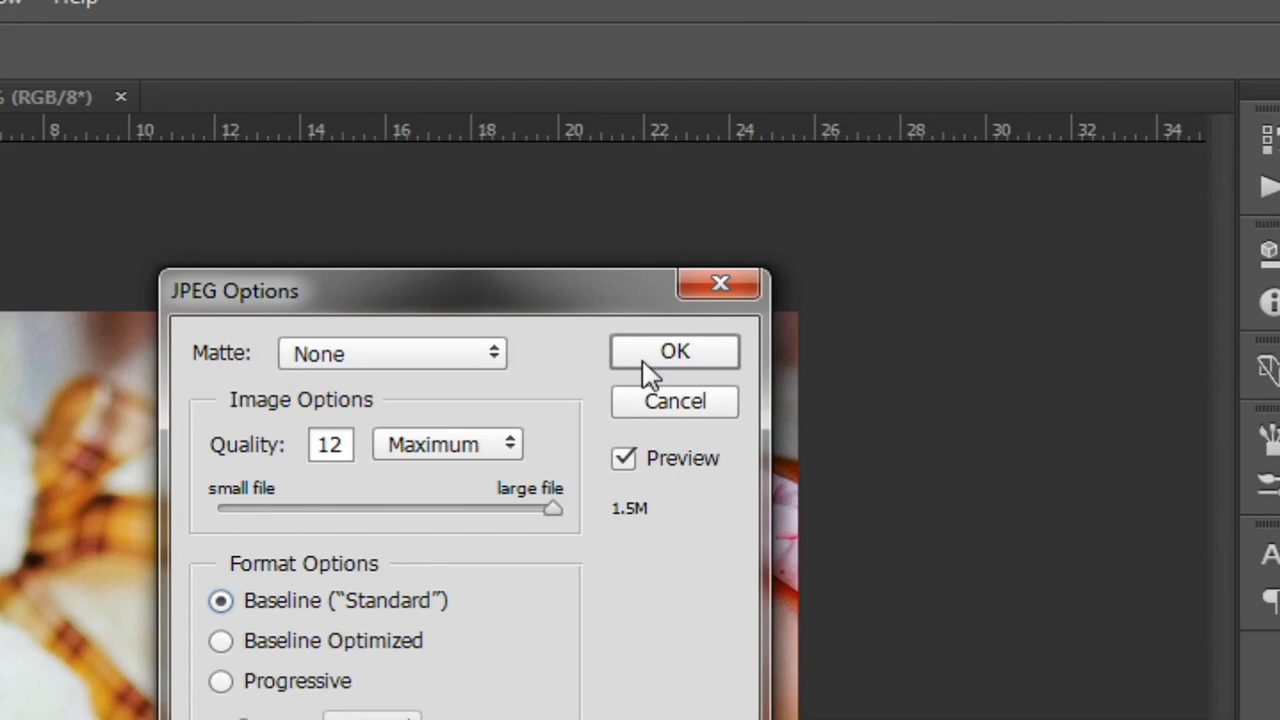 Help
% (RGB/8*) ×
8 10 12 14 16 18 20 22 24 26 28 30 32 34
JPEG Options
Matte: None OK
Image Options Cancel
Quality: 12 Maximum Preview
small file large file 1.5M
Format Options
Baseline (“Standard”)
Baseline Optimized
Progressive